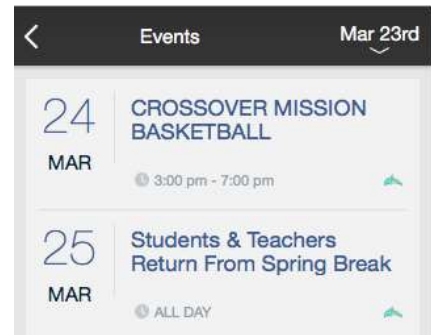 Events
Mar 23rd
24
MAR
CROSSOVER MISSION
BASKETBALL
3:00 pm - 7:00 pm
25
MAR
Students & Teachers
Return From Spring Break
ALL DAY